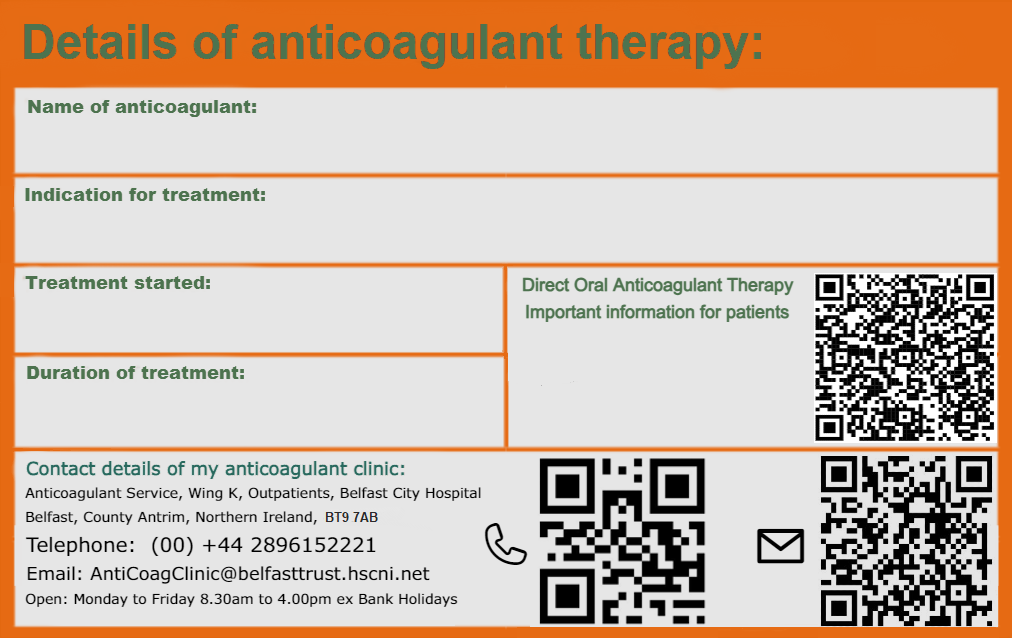 Details of anticoagulant therapy:
Name of anticoagulant:
Indication for treatment:
Treatment started:
Direct Oral Anticoagulant Therapy
Important information for patients
Duration of treatment:
Contact details of my anticoagulant clinic:
Anticoagulant Service, Wing K, Outpatients, Belfast City Hospital
Belfast, County Antrim, Northern Ireland, BT9 7AB
Telephone: (00) +44 2896152221
Email: AntiCoagClinic@belfasttrust.hscni.net
Open: Monday to Friday 8.30am to 4.00pm ex Bank Holidays